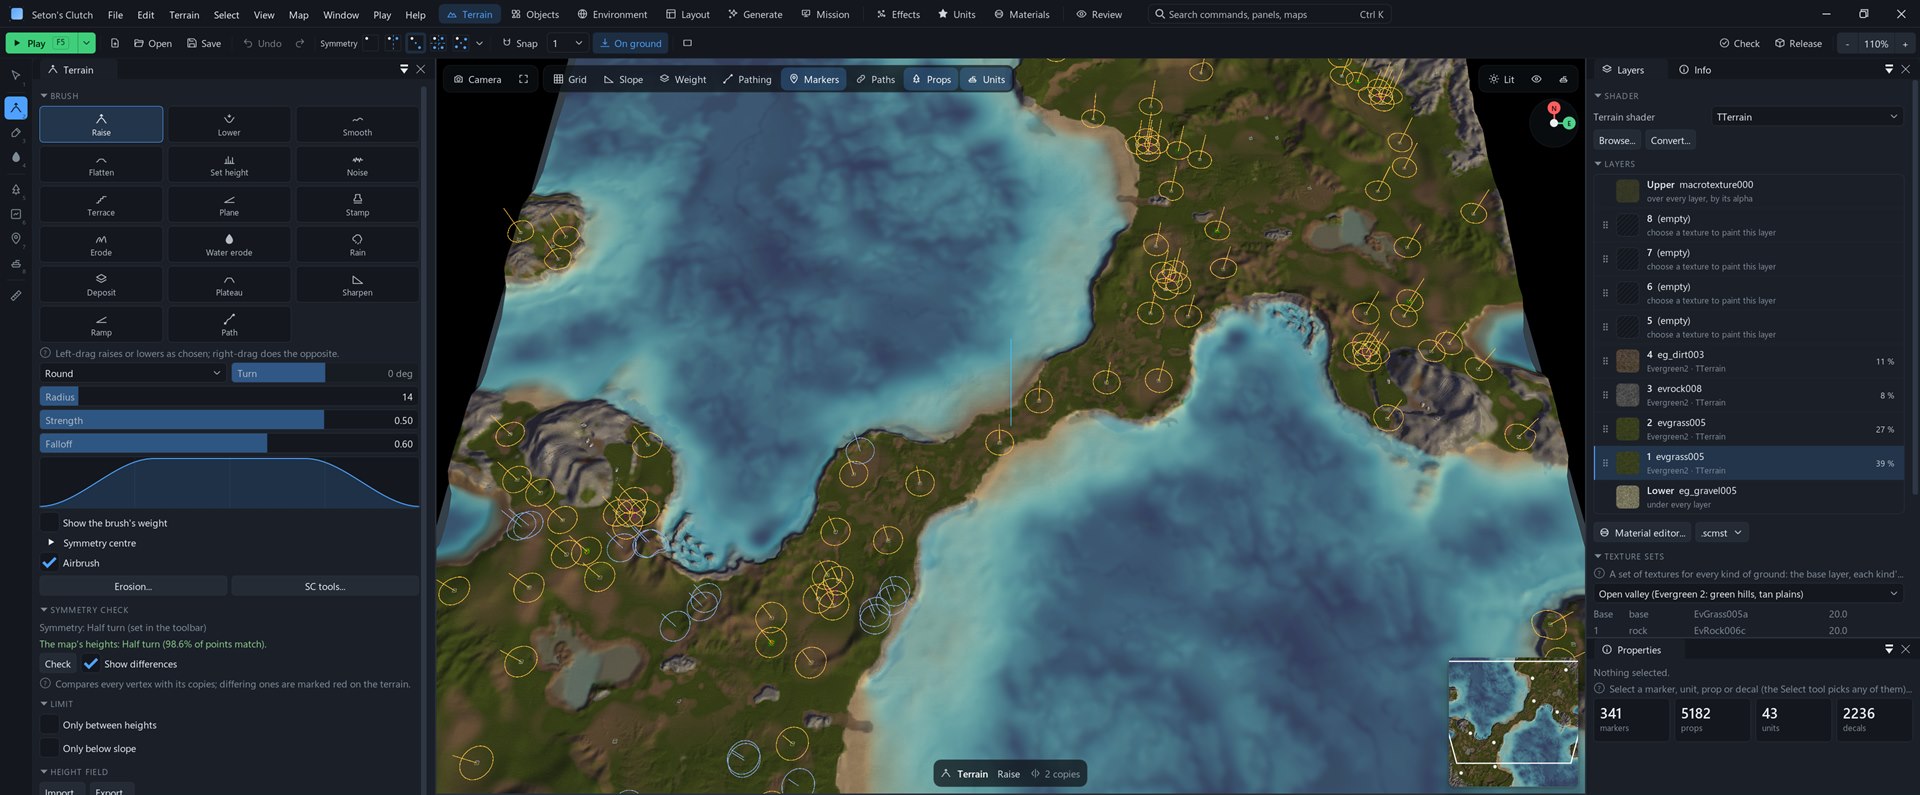 Seton's Clutch File Edit Terrain Select View Map Window Play Help
Terrain Objects Environment Layout Generate Mission Effects Units Materials Review
Search commands, panels, maps Ctrl K
Play F5 Open Save Undo Symmetry Snap 1 On ground Check Release - 110% +
Terrain
BRUSH
Raise Lower Smooth
Flatten Set height Noise
Terrace Plane Stamp
Erode Water erode Rain
Deposit Plateau Sharpen
Ramp Path
Left-drag raises or lowers as chosen; right-drag does the opposite.
Round Turn 0 deg
Radius 14
Strength 0.50
Falloff 0.60
Show the brush's weight
Symmetry centre
Airbrush
Erosion... SC tools...
SYMMETRY CHECK
Symmetry: Half turn (set in the toolbar)
The map's heights: Half turn (98.6% of points match).
Check Show differences
Compares every vertex with its copies; differing ones are marked red on the terrain.
LIMIT
Only between heights
Only below slope
HEIGHT FIELD
Import... Export...
Camera Grid Slope Weight Pathing Markers Paths Props Units
Lit
N
E
Terrain Raise 2 copies
Layers Info
SHADER
Terrain shader TTerrain
Browse... Convert...
LAYERS
Upper macrotexture000
over every layer, by its alpha
8 (empty)
choose a texture to paint this layer
7 (empty)
choose a texture to paint this layer
6 (empty)
choose a texture to paint this layer
5 (empty)
choose a texture to paint this layer
4 eg_dirt003
Evergreen2 · TTerrain 11 %
3 evrock008
Evergreen2 · TTerrain 8 %
2 evgrass005
Evergreen2 · TTerrain 27 %
1 evgrass005
Evergreen2 · TTerrain 39 %
Lower eg_gravel005
under every layer
Material editor... .scmst
TEXTURE SETS
A set of textures for every kind of ground: the base layer, each kind'...
Open valley (Evergreen 2: green hills, tan plains)
Base base EvGrass005a 20.0
1 rock EvRock006c 20.0
Properties
Nothing selected.
Select a marker, unit, prop or decal (the Select tool picks any of them)...
341 5182 43 2236
markers props units decals